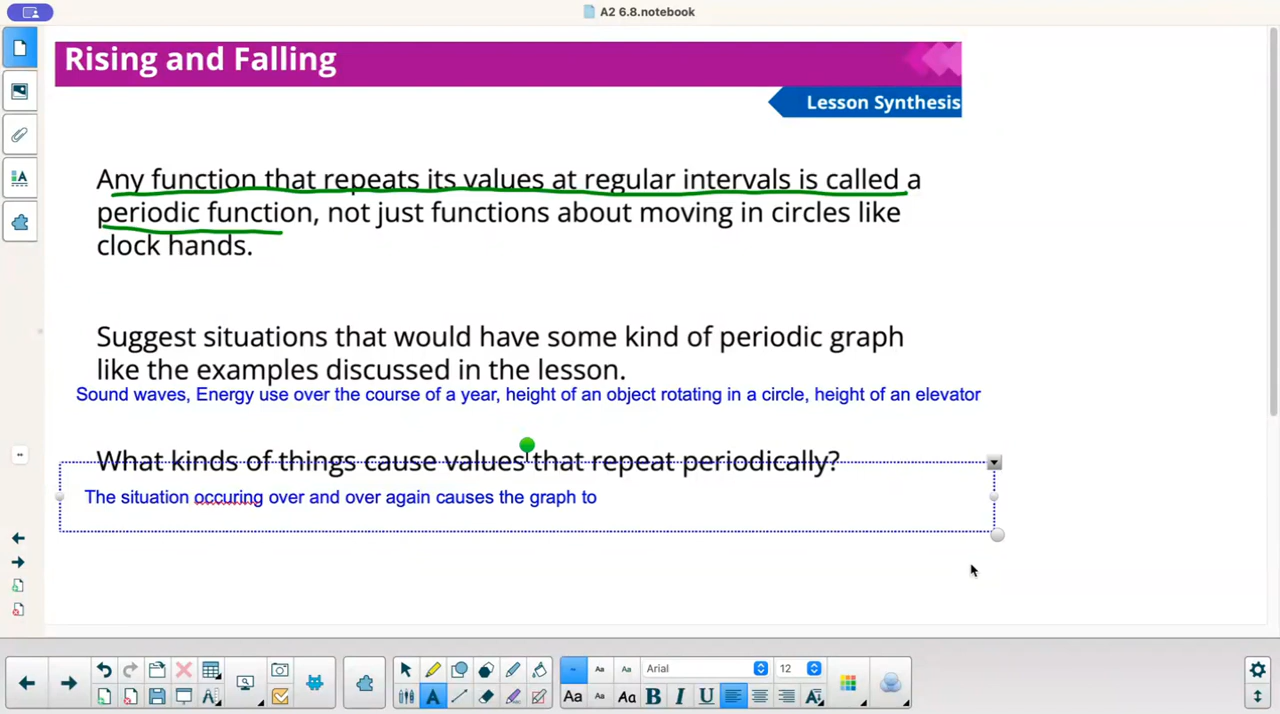 A2 6.8.notebook
Rising and Falling
Lesson Synthesis
Any function that repeats its values at regular intervals is called a
periodic function, not just functions about moving in circles like
clock hands.
Suggest situations that would have some kind of periodic graph
like the examples discussed in the lesson.
Sound waves, Energy use over the course of a year, height of an object rotating in a circle, height of an elevator
What kinds of things cause values that repeat periodically?
The situation occuring over and over again causes the graph to
Arial
12
Aa Aa Aa Aa Aa B I U